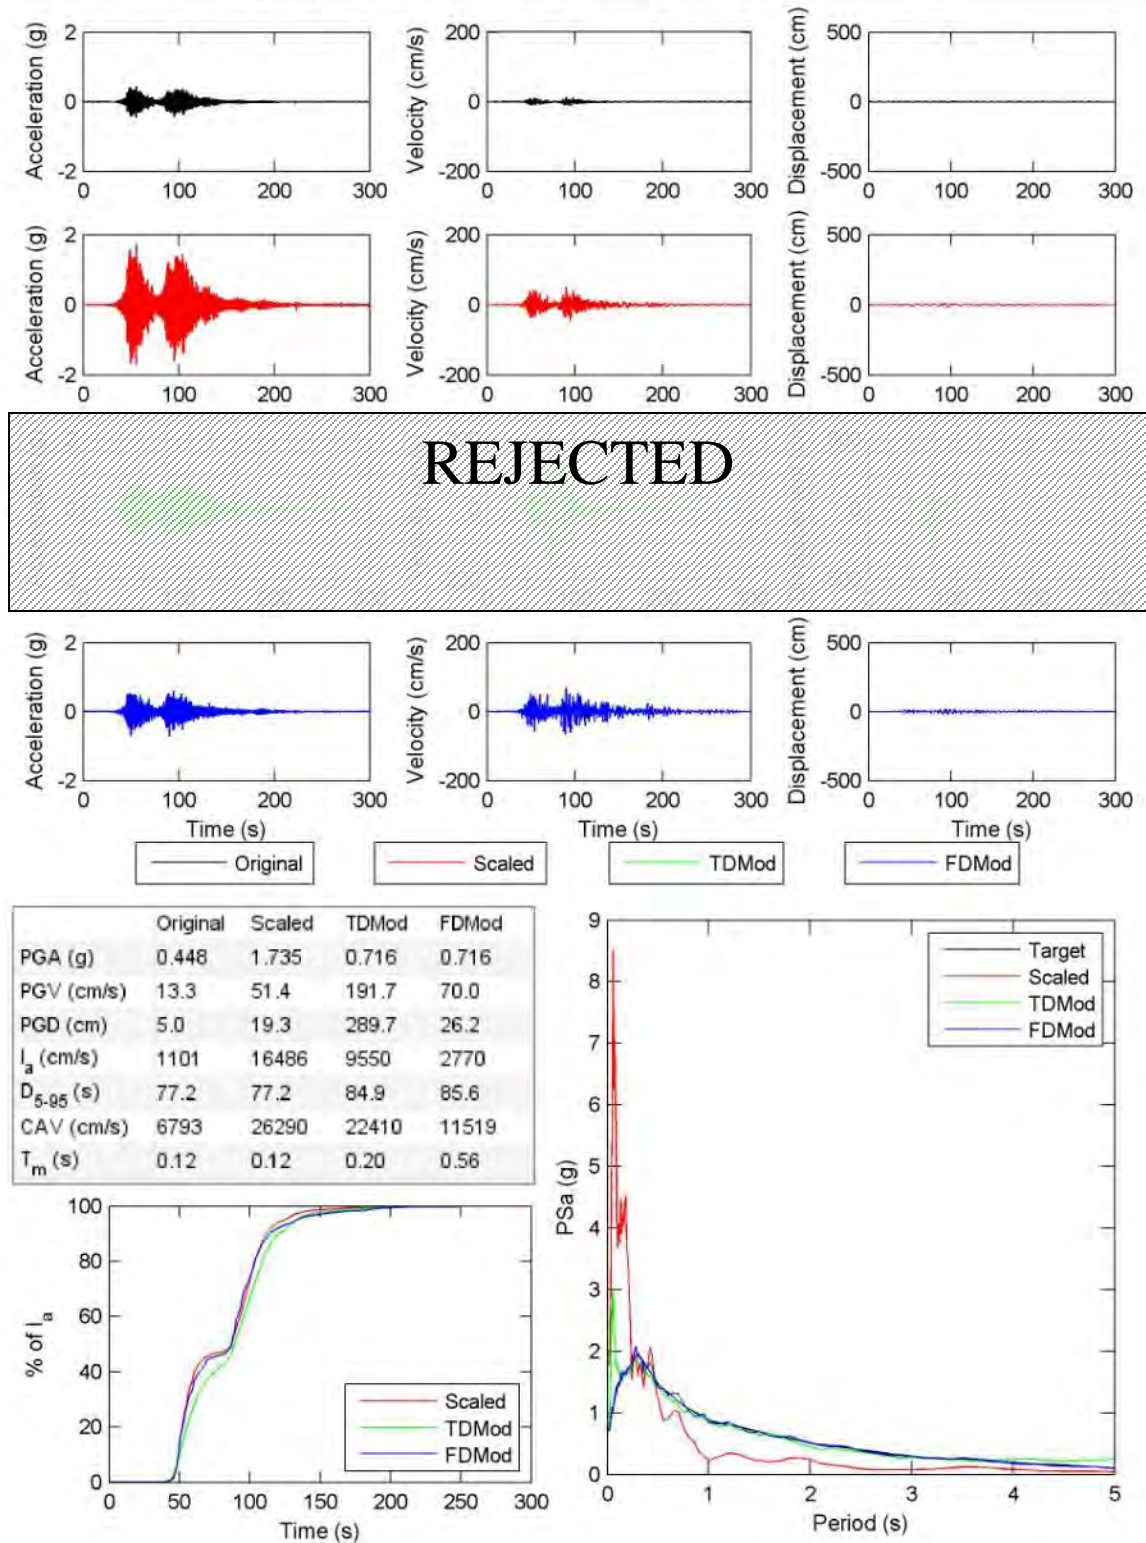 Acceleration (g)
2
0
-2
0 100 200 300
Velocity (cm/s)
200
0
-200
0 100 200 300
Displacement (cm)
500
0
-500
0 100 200 300
Acceleration (g)
2
0
-2
0 100 200 300
Velocity (cm/s)
200
0
-200
0 100 200 300
Displacement (cm)
500
0
-500
0 100 200 300
REJECTED
Acceleration (g)
2
0
-2
0 100 200 300
Time (s)
Velocity (cm/s)
200
0
-200
0 100 200 300
Time (s)
Displacement (cm)
500
0
-500
0 100 200 300
Time (s)
Original Scaled TDMod FDMod
Original Scaled TDMod FDMod
PGA (g) 0.448 1.735 0.716 0.716
PGV (cm/s) 13.3 51.4 191.7 70.0
PGD (cm) 5.0 19.3 289.7 26.2
Ia (cm/s) 1101 16486 9550 2770
D5-95 (s) 77.2 77.2 84.9 85.6
CAV (cm/s) 6793 26290 22410 11519
Tm (s) 0.12 0.12 0.20 0.56
% of Ia
100
80
60
40
20
0
0 50 100 150 200 250 300
Time (s)
Scaled
TDMod
FDMod
PSa (g)
9
8
7
6
5
4
3
2
1
0
0 1 2 3 4 5
Period (s)
Target
Scaled
TDMod
FDMod